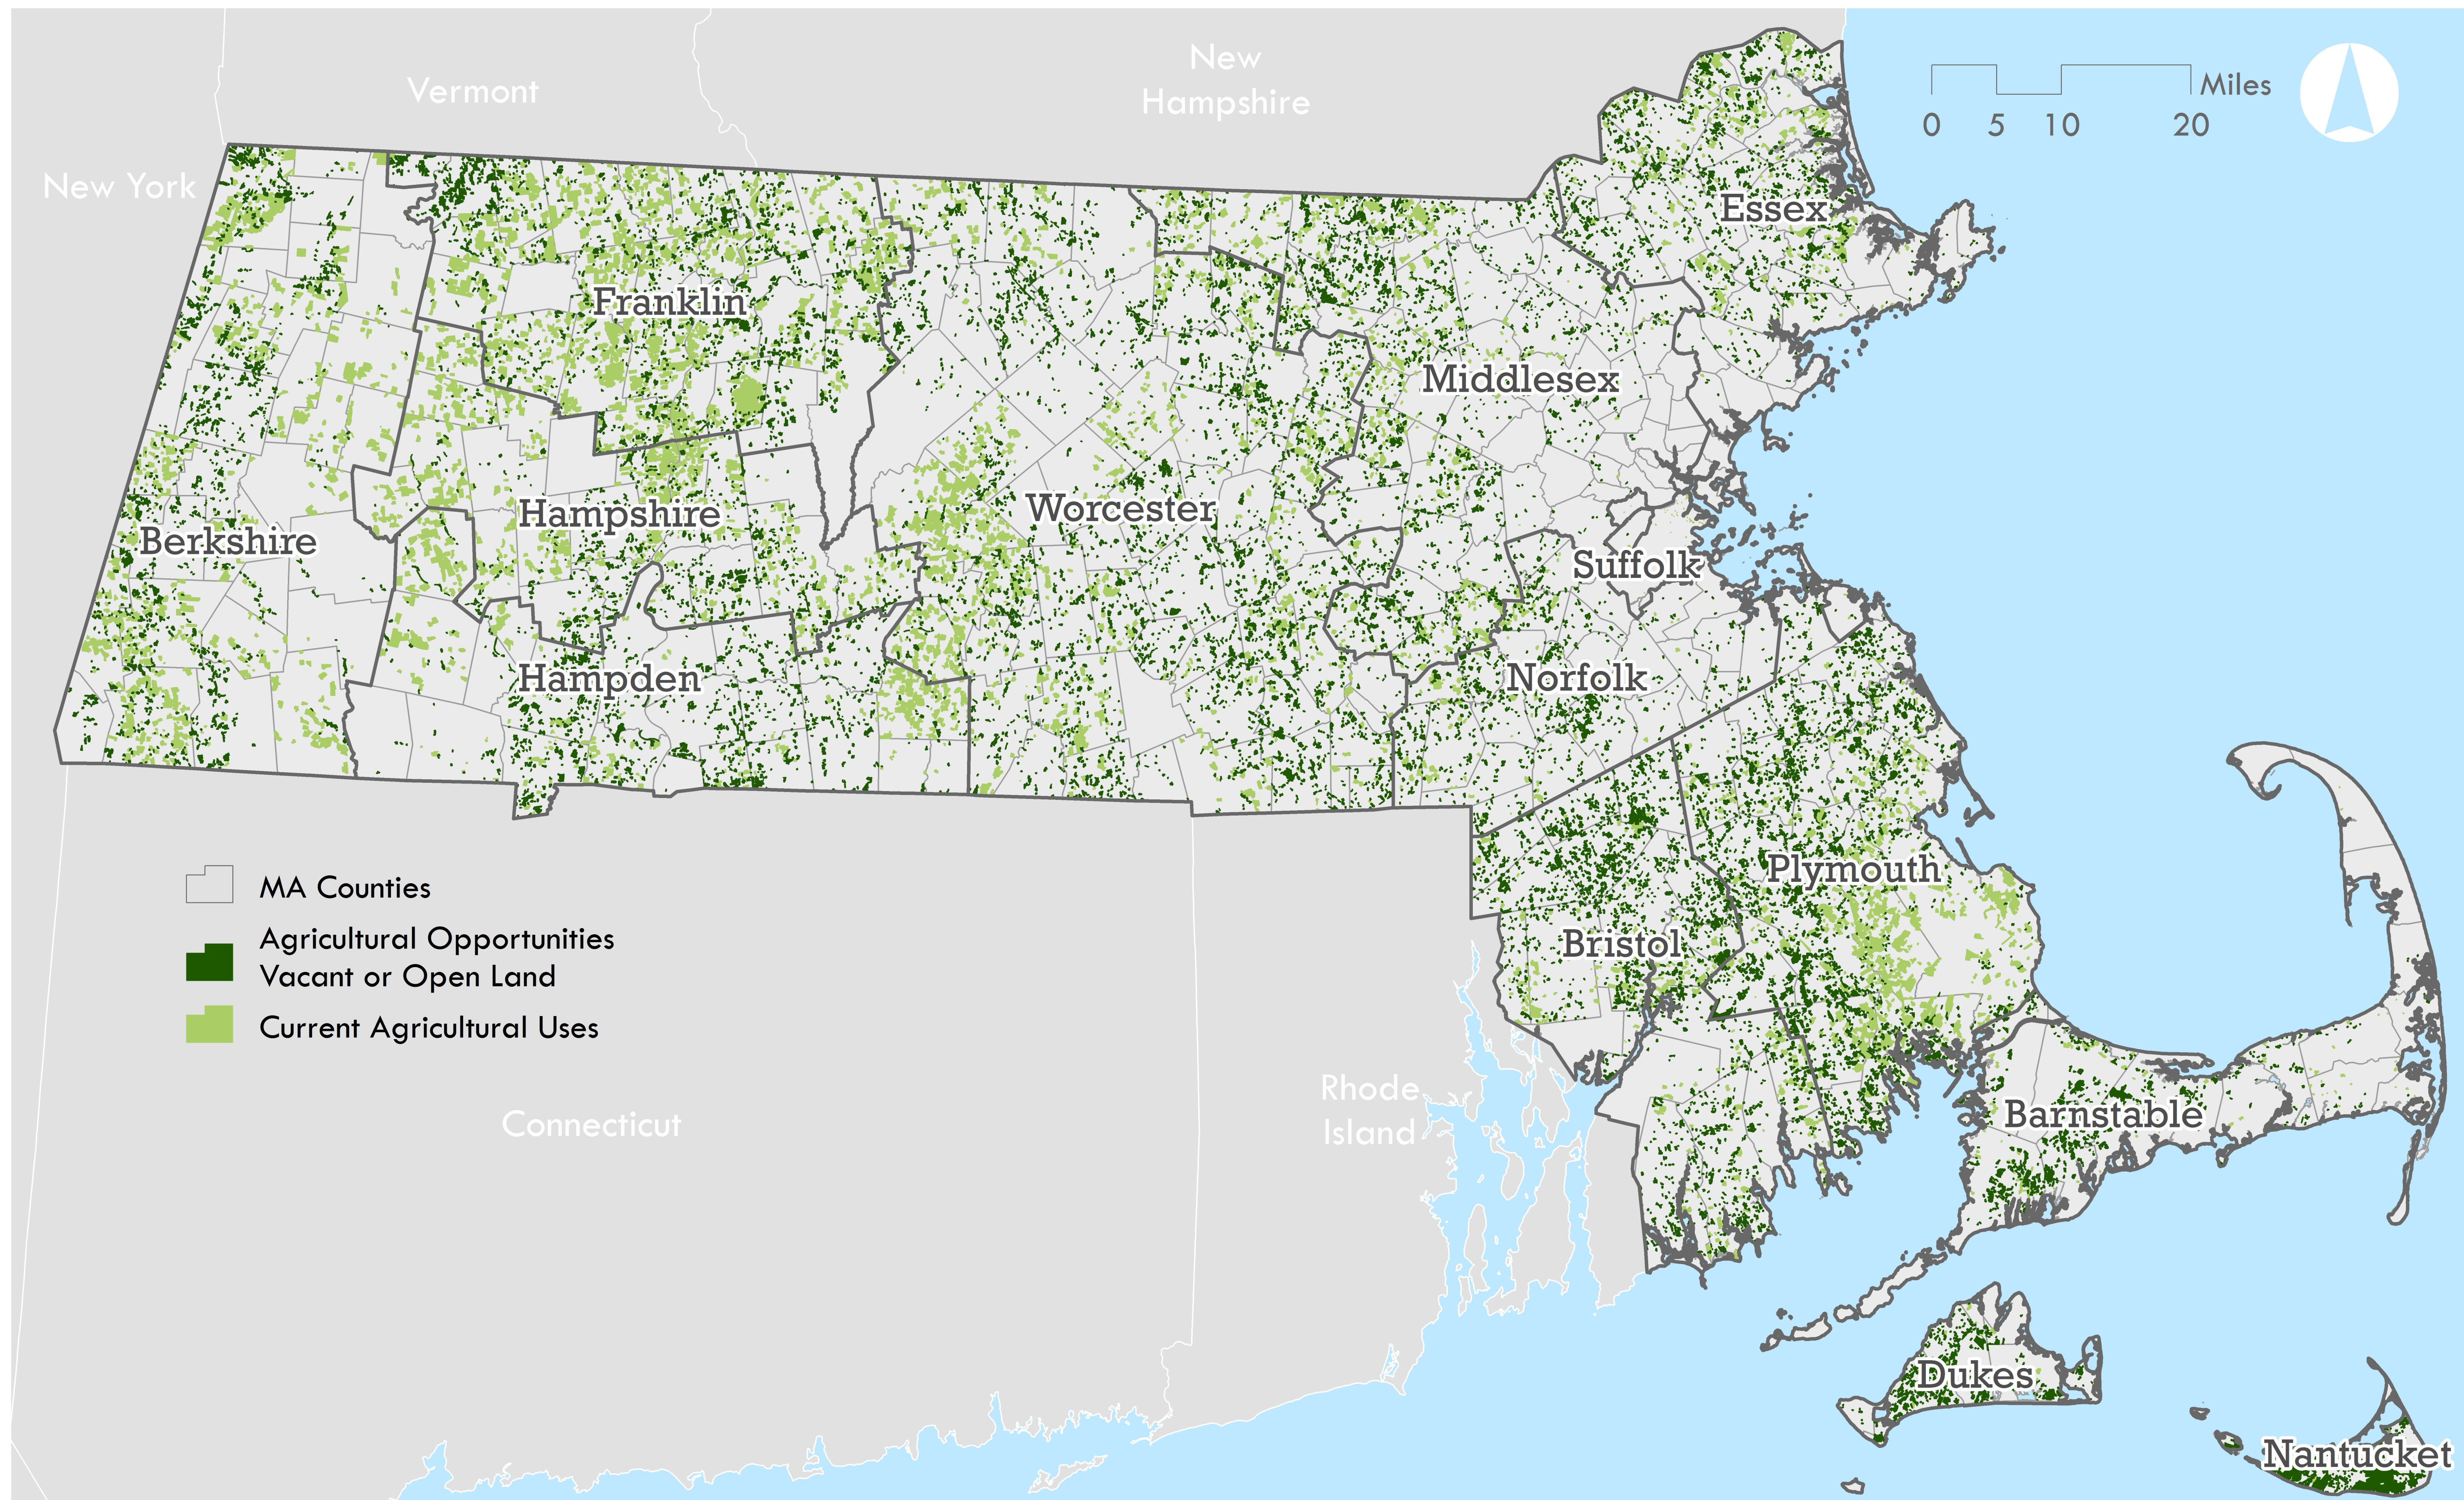 New
Hampshire
Vermont
New York
Miles
0 5 10 20
Essex
Franklin
Middlesex
Hampshire
Worcester
Berkshire
Suffolk
Hampden
Norfolk
Plymouth
MA Counties
Agricultural Opportunities
Vacant or Open Land
Bristol
Current Agricultural Uses
Rhode
Island
Connecticut
Barnstable
Dukes
Nantucket